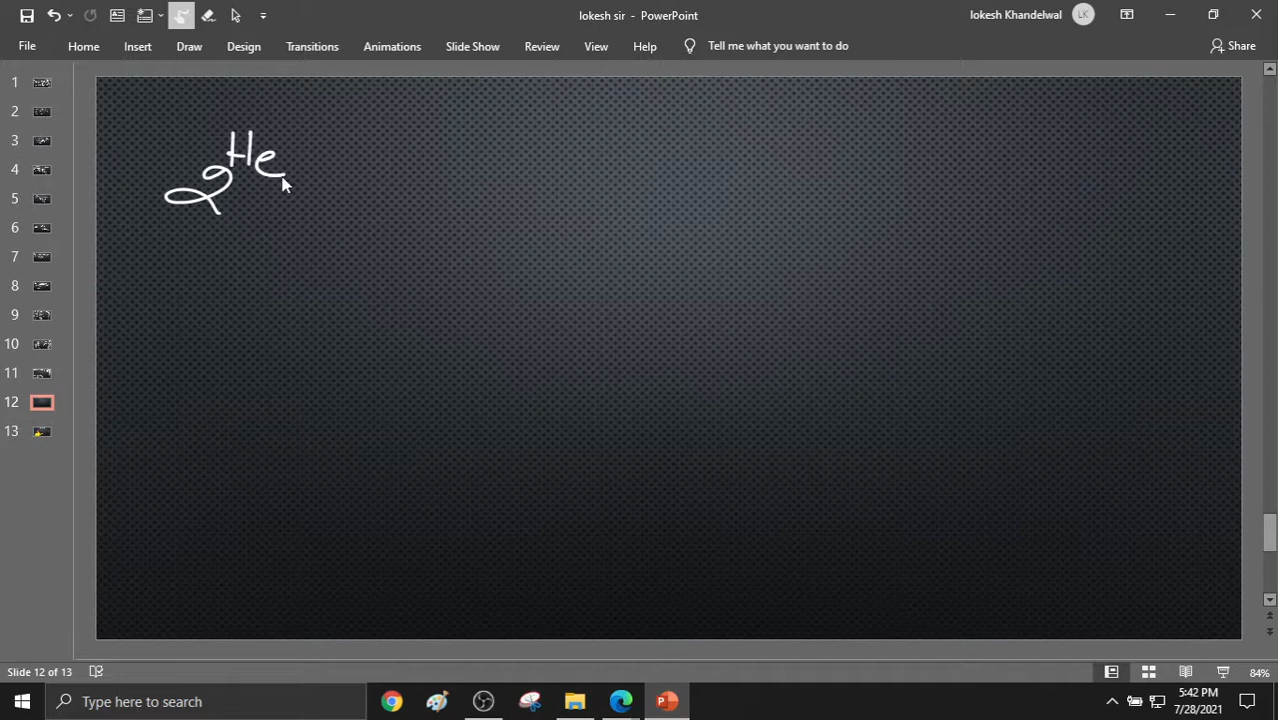 lokesh sir - PowerPoint
lokesh Khandelwal
LK
File
Home
Insert
Draw
Design
Transitions
Animations
Slide Show
Review
View
Help
Tell me what you want to do
Share
1
2
3
4
5
6
7
8
9
10
11
12
13
2He
Slide 12 of 13
84%
Type here to search
5:42 PM
7/28/2021